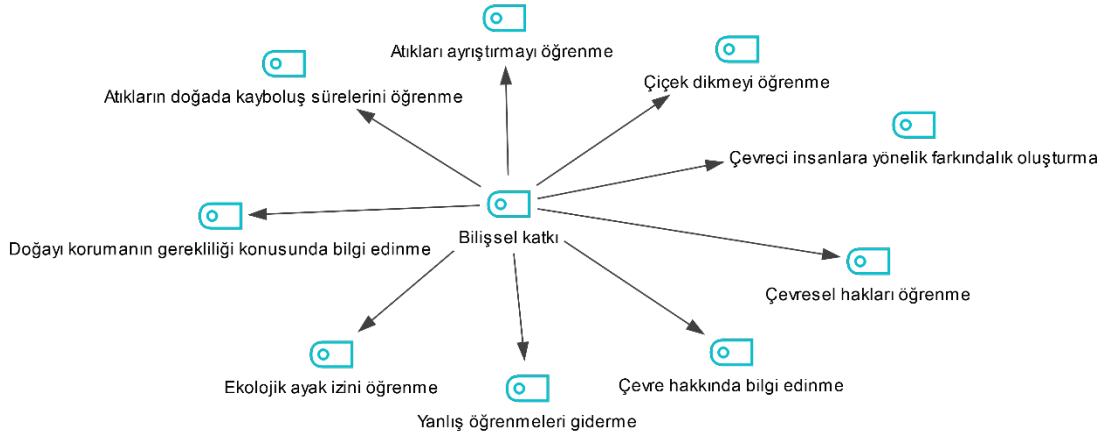 Atıkları ayrıştırmayı öğrenme
Çiçek dikmeyi öğrenme
Atıkların doğada kayboluş sürelerini öğrenme
Çevreci insanlara yönelik farkındalık oluşturma
Bilişsel katkı
Doğayı korumanın gerekliliği konusunda bilgi edinme
Çevresel hakları öğrenme
Ekolojik ayak izini öğrenme
Çevre hakkında bilgi edinme
Yanlış öğrenmeleri giderme